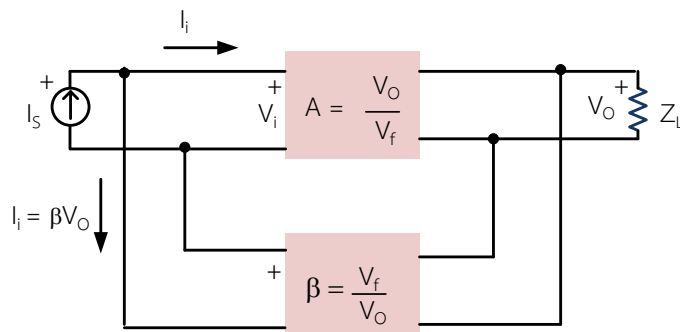 I_i
+
I_S
+
V_i
A = V_O / V_f
+
V_O
Z_L
I_i = βV_O
+
β = V_f / V_O